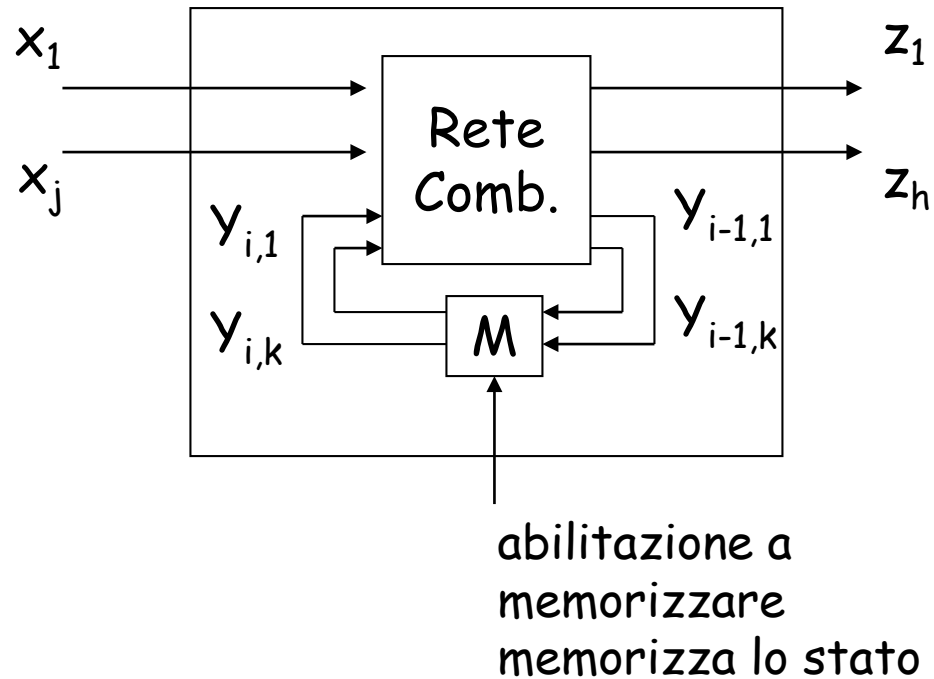 x1
z1
Rete
Comb.
xj
zh
yi,1
yi-1,1
yi,k
M
yi-1,k
abilitazione a
memorizzare
memorizza lo stato